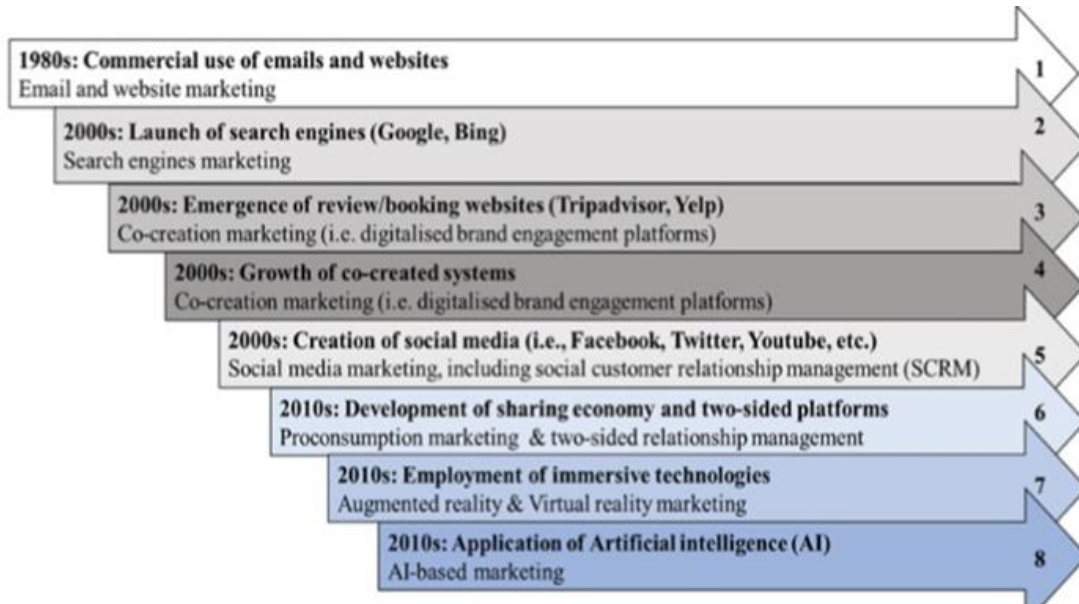 1980s: Commercial use of emails and websites
Email and website marketing
1
2000s: Launch of search engines (Google, Bing)
Search engines marketing
2
2000s: Emergence of review/booking websites (Tripadvisor, Yelp)
Co-creation marketing (i.e. digitalised brand engagement platforms)
3
2000s: Growth of co-created systems
Co-creation marketing (i.e. digitalised brand engagement platforms)
4
2000s: Creation of social media (i.e., Facebook, Twitter, Youtube, etc.)
Social media marketing, including social customer relationship management (SCRM)
5
2010s: Development of sharing economy and two-sided platforms
Proconsumption marketing & two-sided relationship management
6
2010s: Employment of immersive technologies
Augmented reality & Virtual reality marketing
7
2010s: Application of Artificial intelligence (AI)
AI-based marketing
8